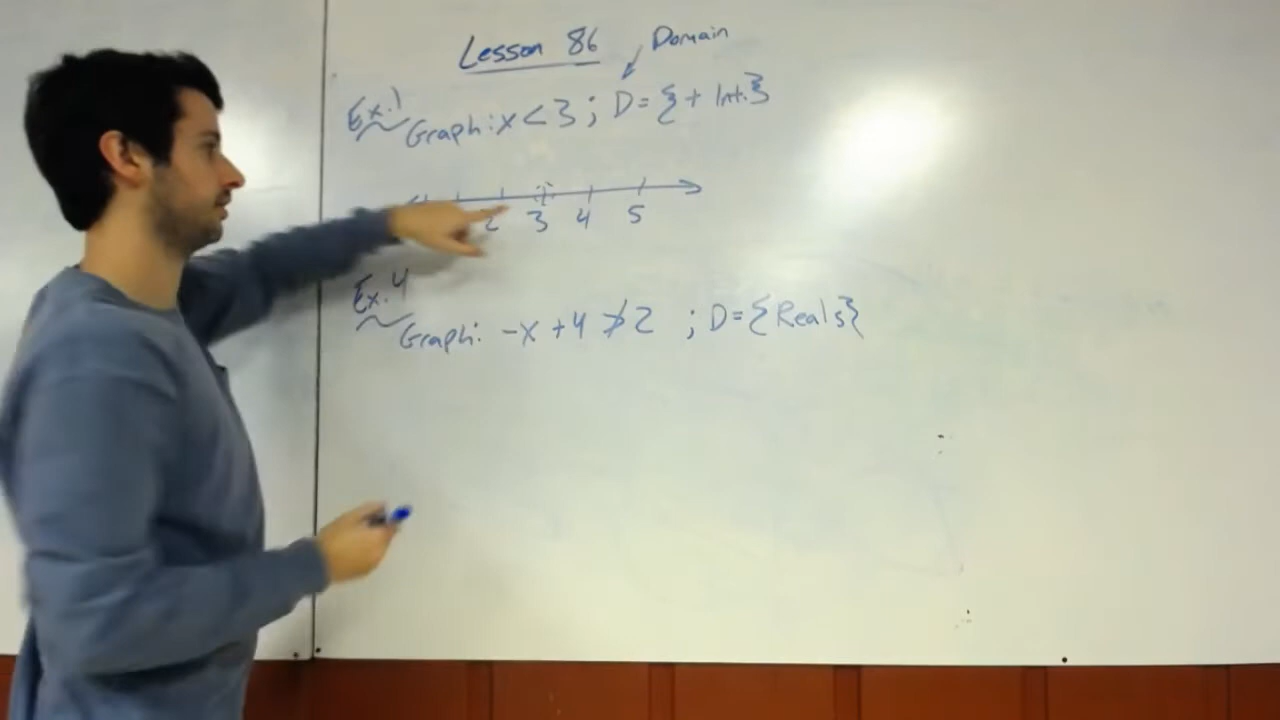 Lesson 86
Domain
Ex.1
Graph: x < 3 ; D = {+ Int.}
2 3 4 5
Ex.4
Graph: -x + 4 ≯ 2 ; D = {Reals}